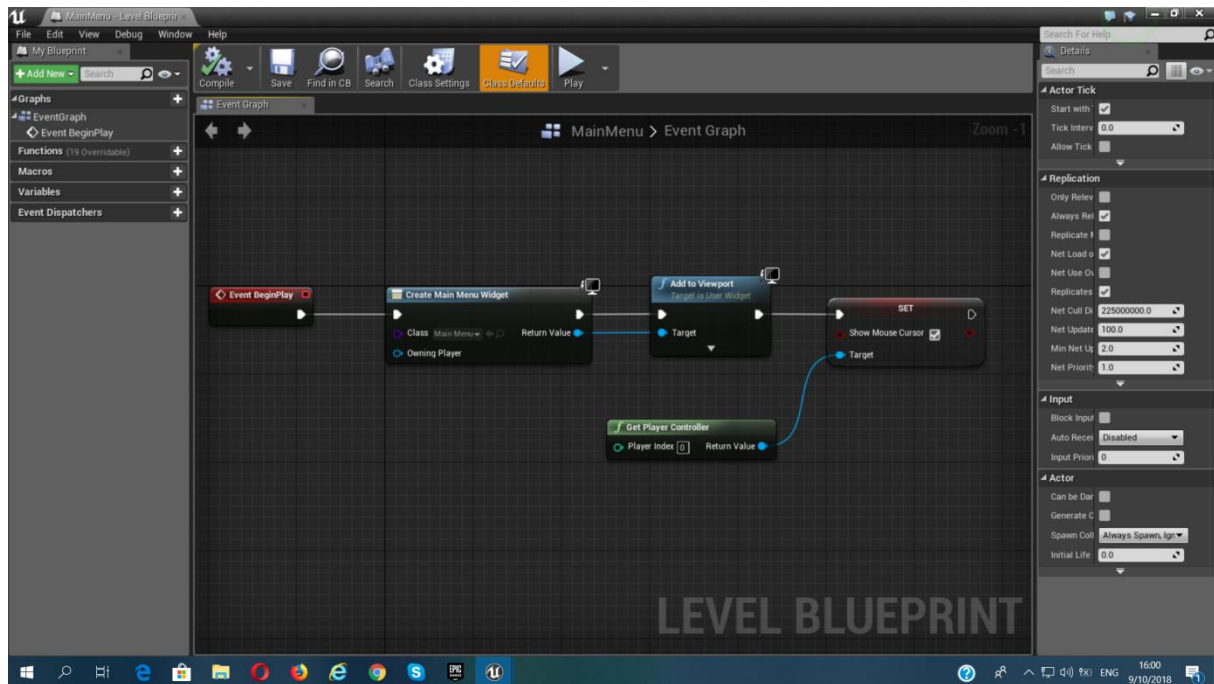 MainMenu - Level Bluepri
File Edit View Debug Window Help
Search For Help
My Blueprint
+ Add New Search
Compile Save Find in CB Search Class Settings Class Defaults Play
Details
Search
Graphs
EventGraph
Event BeginPlay
Functions (19 Overridable)
Macros
Variables
Event Dispatchers
Event Graph
MainMenu > Event Graph
Zoom -1
Event BeginPlay
Create Main Menu Widget
Class Main Menu Return Value
Owning Player
Add to Viewport
Target is User Widget
Target
SET
Show Mouse Cursor
Target
Get Player Controller
Player Index 0 Return Value
LEVEL BLUEPRINT
Actor Tick
Start with
Tick Interv 0.0
Allow Tick
Replication
Only Relev
Always Rel
Replicate
Net Load o
Net Use Ov
Replicates
Net Cull Di 225000000.0
Net Update 100.0
Min Net Up 2.0
Net Priorit 1.0
Input
Block Input
Auto Recei Disabled
Input Priori 0
Actor
Can be Dar
Generate C
Spawn Coll Always Spawn, Ign
Initial Life 0.0
EPIC
ENG
16:00
9/10/2018